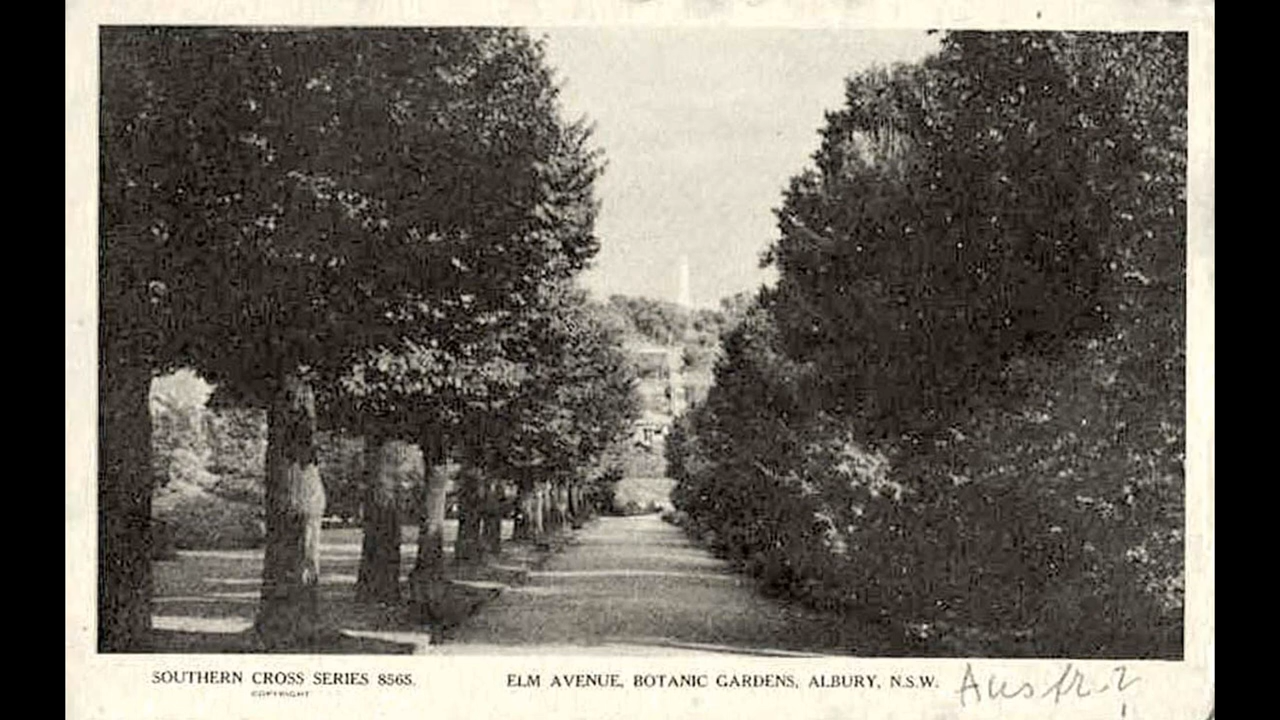 SOUTHERN CROSS SERIES 8565.
COPYRIGHT
ELM AVENUE, BOTANIC GARDENS, ALBURY, N.S.W.